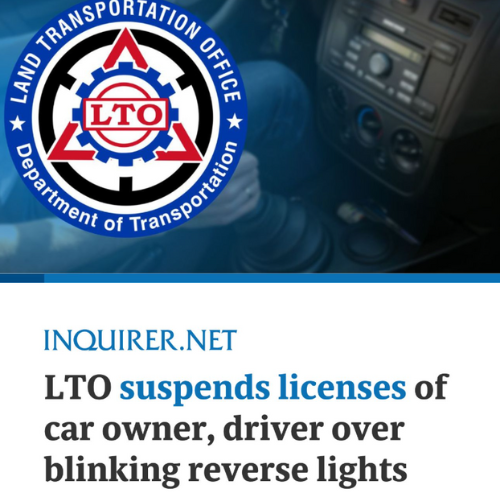 LAND TRANSPORTATION OFFICE
LTO
Department of Transportation
INQUIRER.NET
LTO suspends licenses of
car owner, driver over
blinking reverse lights